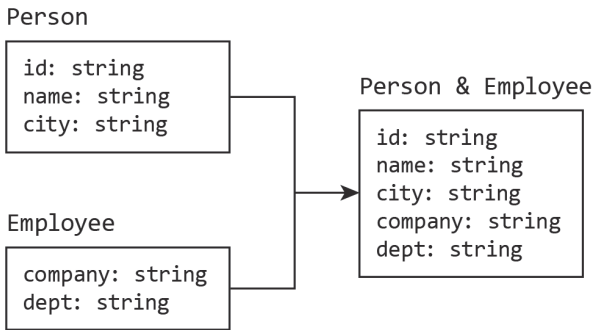 Person
id: string
name: string
city: string
Employee
company: string
dept: string
Person & Employee
id: string
name: string
city: string
company: string
dept: string